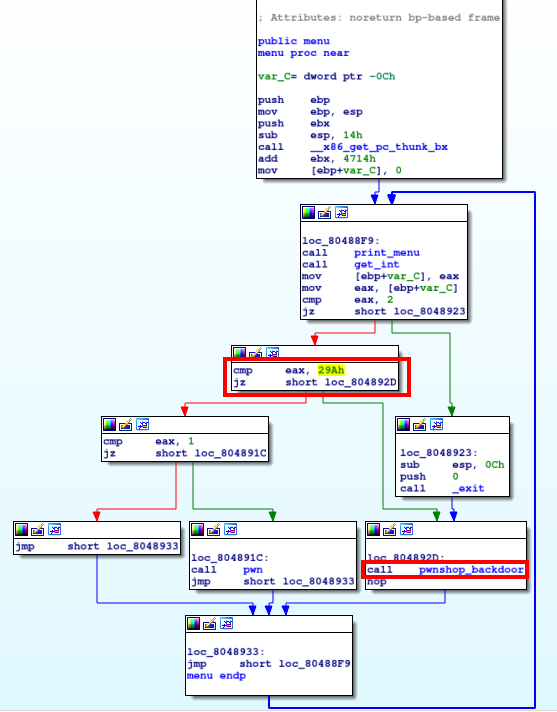 ; Attributes: noreturn bp-based frame
public menu
menu proc near
var_C= dword ptr -0Ch
push ebp
mov ebp, esp
push ebx
sub esp, 14h
call __x86_get_pc_thunk_bx
add ebx, 4714h
mov [ebp+var_C], 0
loc_80488F9:
call print_menu
call get_int
mov [ebp+var_C], eax
mov eax, [ebp+var_C]
cmp eax, 2
jz short loc_8048923
cmp eax, 29Ah
jz short loc_804892D
cmp eax, 1
jz short loc_804891C
loc_8048923:
sub esp, 0Ch
push 0
call _exit
jmp short loc_8048933
loc_804891C:
call pwn
jmp short loc_8048933
loc_804892D:
call pwnshop_backdoor
nop
loc_8048933:
jmp short loc_80488F9
menu endp